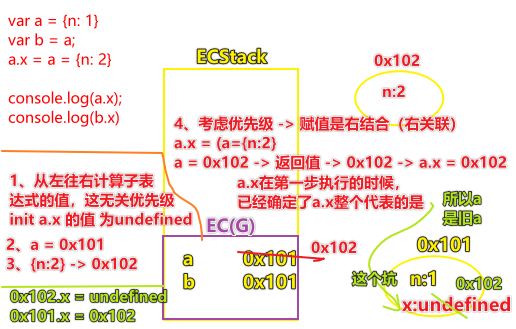 var a = {n: 1}
var b = a;
a.x = a = {n: 2}
console.log(a.x);
console.log(b.x)
ECStack
0x102
n:2
4、考虑优先级 -> 赋值是右结合（右关联）
a.x = (a={n:2}
a = 0x102 -> 返回值 -> 0x102 -> a.x = 0x102
a.x在第一步执行的时候，
已经确定了a.x整个代表的是
所以a
是旧a
1、从左往右计算子表
达式的值，这无关优先级
init a.x 的值 为undefined
2、a = 0x101
3、{n:2} -> 0x102
0x102.x = undefined
0x101.x = 0x102
EC(G)
a 0x101 0x102
b 0x101
0x101
这个坑 n:1 0x102
x:undefined